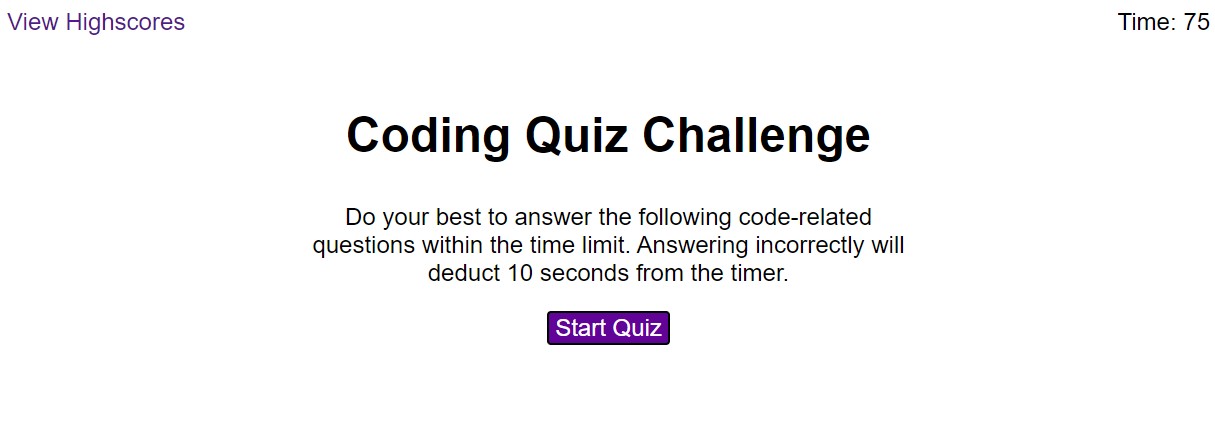 View Highscores
Time: 75
Coding Quiz Challenge
Do your best to answer the following code-related
questions within the time limit. Answering incorrectly will
deduct 10 seconds from the timer.
Start Quiz